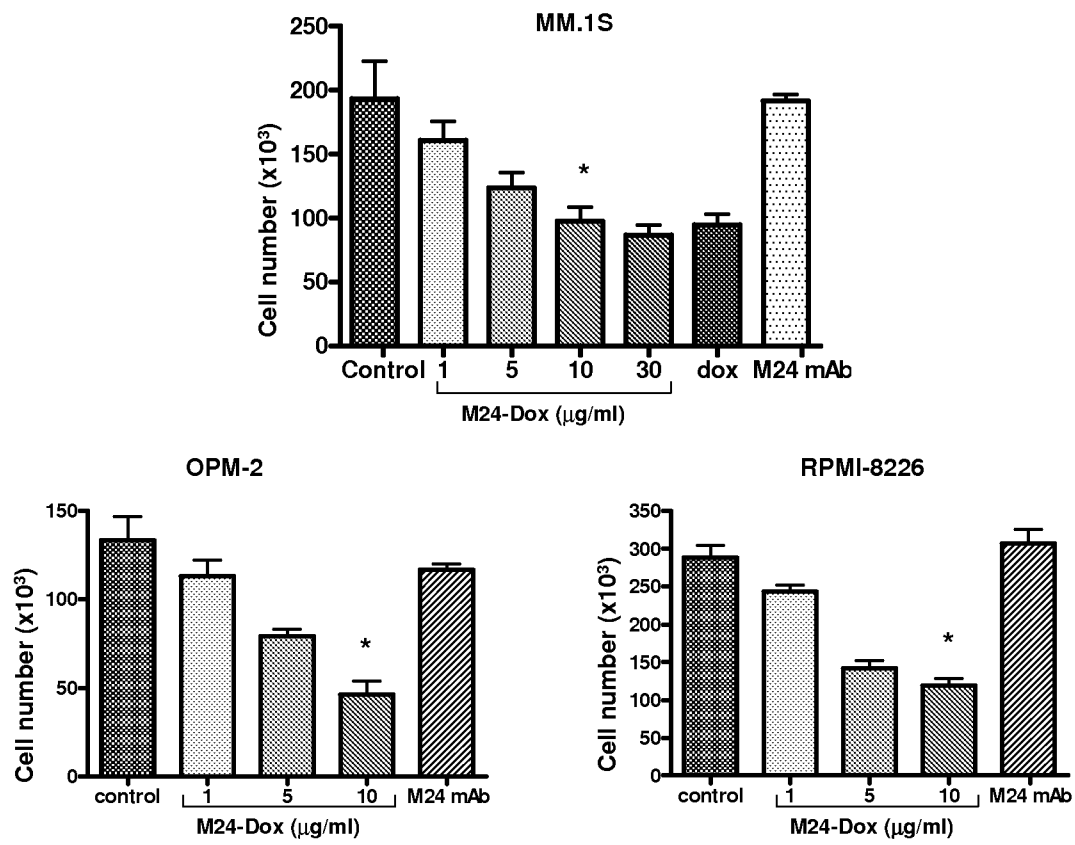 MM.1S
Cell number (x10³)
250
200
150
100
50
0
*
Control 1 5 10 30 dox M24 mAb
M24-Dox (μg/ml)
OPM-2
Cell number (x10³)
150
100
50
0
*
control 1 5 10 M24 mAb
M24-Dox (μg/ml)
RPMI-8226
Cell number (x10³)
350
300
250
200
150
100
50
0
*
control 1 5 10 M24 mAb
M24-Dox (μg/ml)